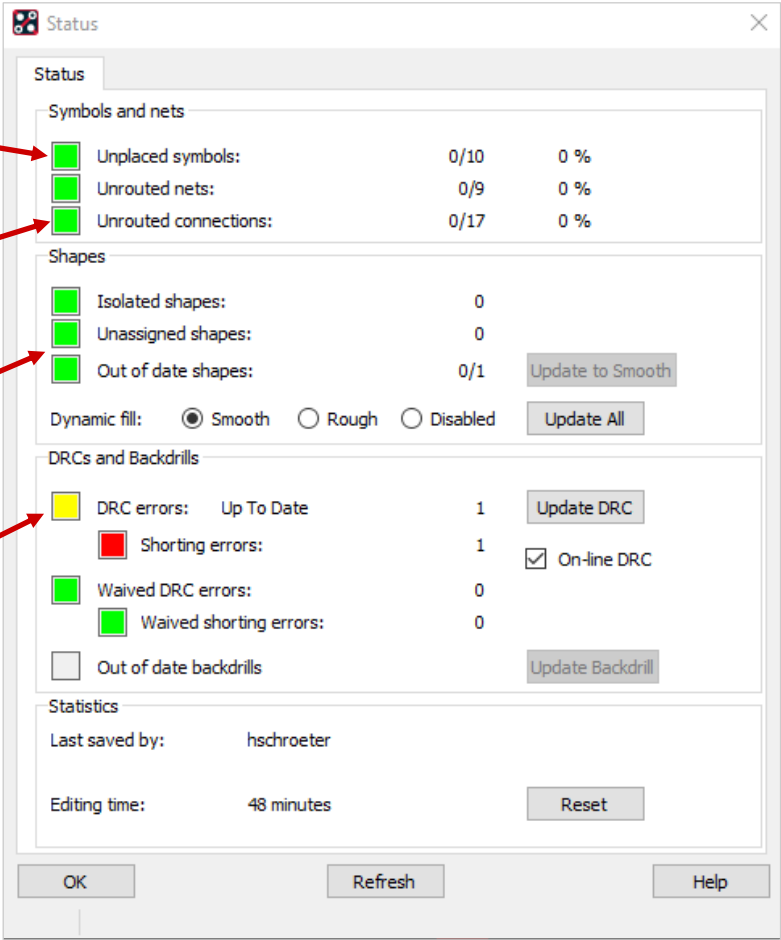 Status
Status
Symbols and nets
Unplaced symbols: 0/10 0 %
Unrouted nets: 0/9 0 %
Unrouted connections: 0/17 0 %
Shapes
Isolated shapes: 0
Unassigned shapes: 0
Out of date shapes: 0/1 Update to Smooth
Dynamic fill: Smooth Rough Disabled Update All
DRCs and Backdrills
DRC errors: Up To Date 1 Update DRC
Shorting errors: 1
On-line DRC
Waived DRC errors: 0
Waived shorting errors: 0
Out of date backdrills Update Backdrill
Statistics
Last saved by: hschroeter
Editing time: 48 minutes Reset
OK Refresh Help